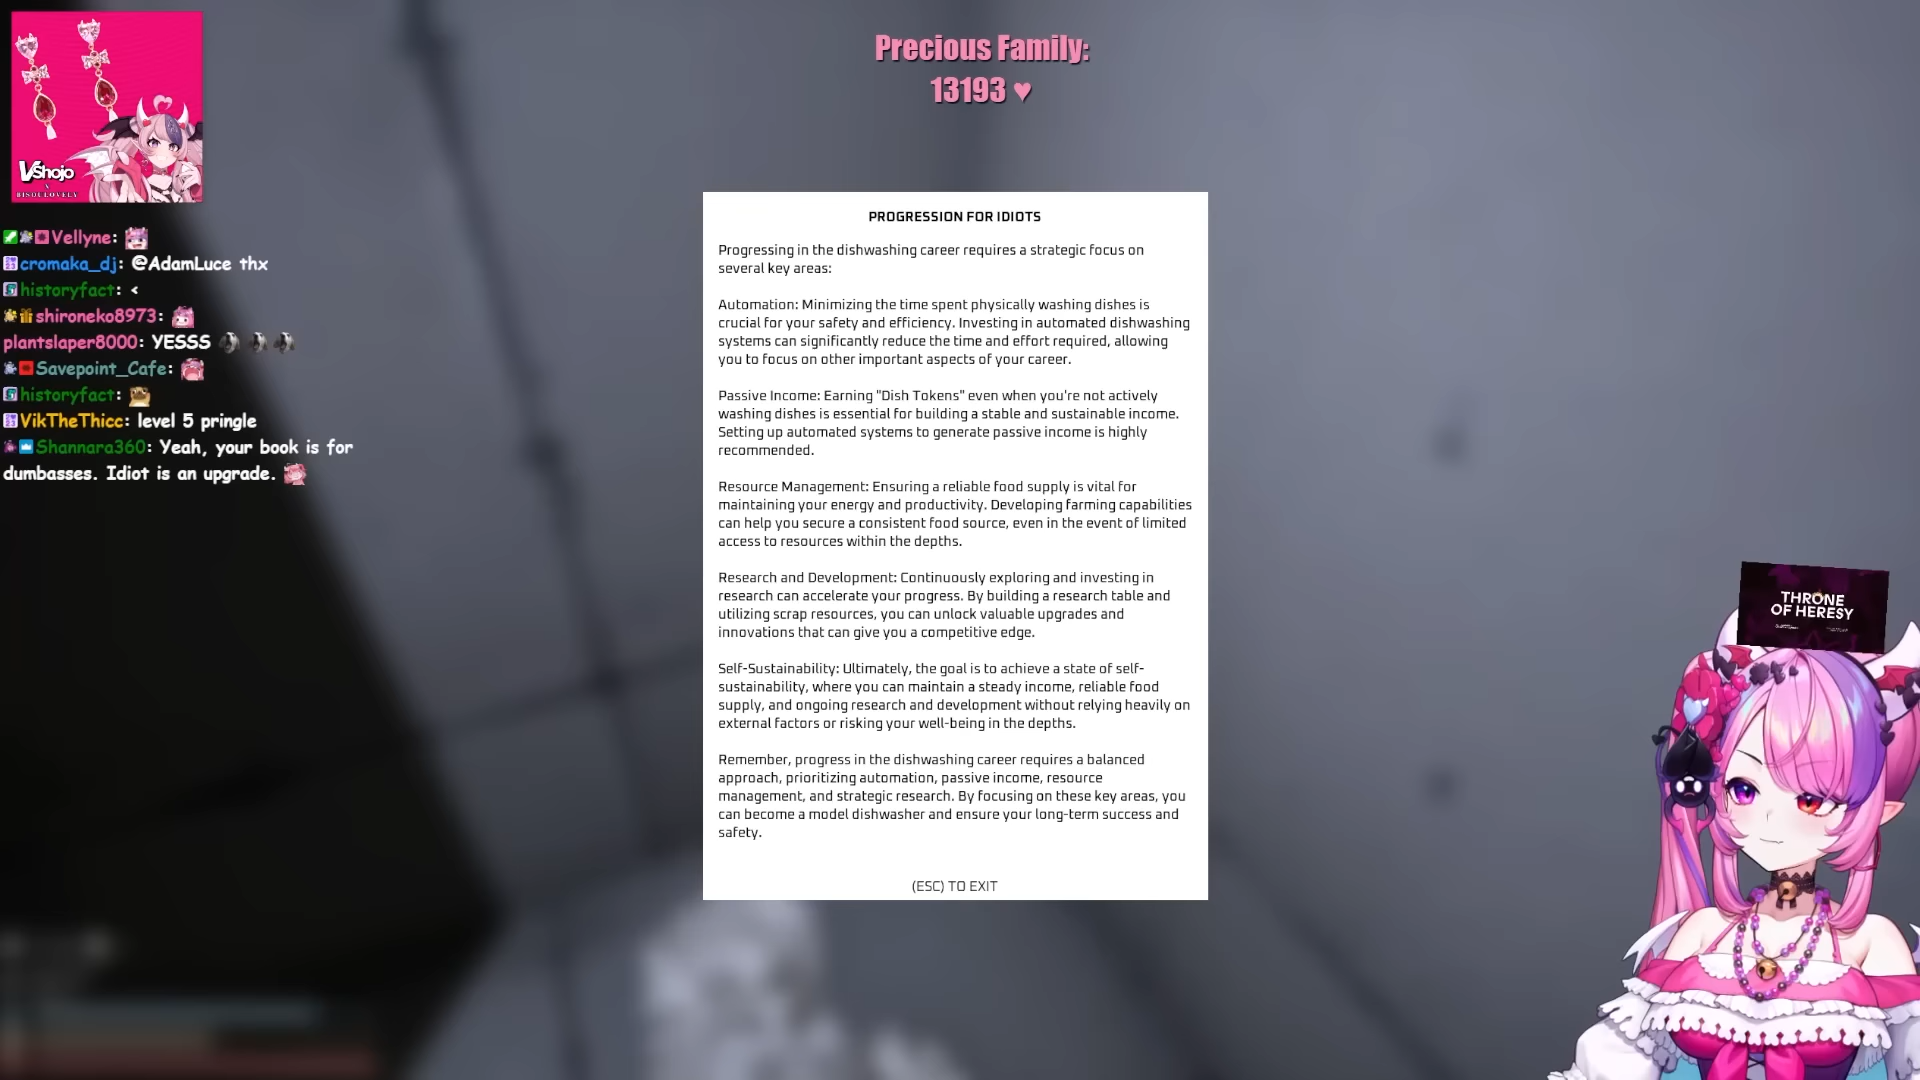 Precious Family:
13193 ♥
VShojo
X
PROGRESSION FOR IDIOTS
Progressing in the dishwashing career requires a strategic focus on
several key areas:
Automation: Minimizing the time spent physically washing dishes is
crucial for your safety and efficiency. Investing in automated dishwashing
systems can significantly reduce the time and effort required, allowing
you to focus on other important aspects of your career.
Passive Income: Earning "Dish Tokens" even when you're not actively
washing dishes is essential for building a stable and sustainable income.
Setting up automated systems to generate passive income is highly
recommended.
Resource Management: Ensuring a reliable food supply is vital for
maintaining your energy and productivity. Developing farming capabilities
can help you secure a consistent food source, even in the event of limited
access to resources within the depths.
Research and Development: Continuously exploring and investing in
research can accelerate your progress. By building a research table and
utilizing scrap resources, you can unlock valuable upgrades and
innovations that can give you a competitive edge.
Self-Sustainability: Ultimately, the goal is to achieve a state of self-
sustainability, where you can maintain a steady income, reliable food
supply, and ongoing research and development without relying heavily on
external factors or risking your well-being in the depths.
Remember, progress in the dishwashing career requires a balanced
approach, prioritizing automation, passive income, resource
management, and strategic research. By focusing on these key areas, you
can become a model dishwasher and ensure your long-term success and
safety.
(ESC) TO EXIT
Vellyne:
cromaka_dj: @AdamLuce thx
historyfact: <
shironeko8973:
plantslaper8000: YESSS
Savepoint_Cafe:
historyfact:
VikTheThicc: level 5 pringle
Shannara360: Yeah, your book is for
dumbasses. Idiot is an upgrade.
THRONE
OF HERESY